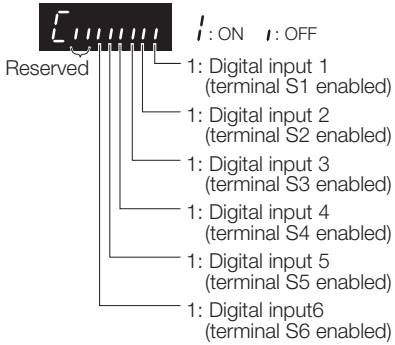 : ON : OFF
Reserved
1: Digital input 1
(terminal S1 enabled)
1: Digital input 2
(terminal S2 enabled)
1: Digital input 3
(terminal S3 enabled)
1: Digital input 4
(terminal S4 enabled)
1: Digital input 5
(terminal S5 enabled)
1: Digital input6
(terminal S6 enabled)